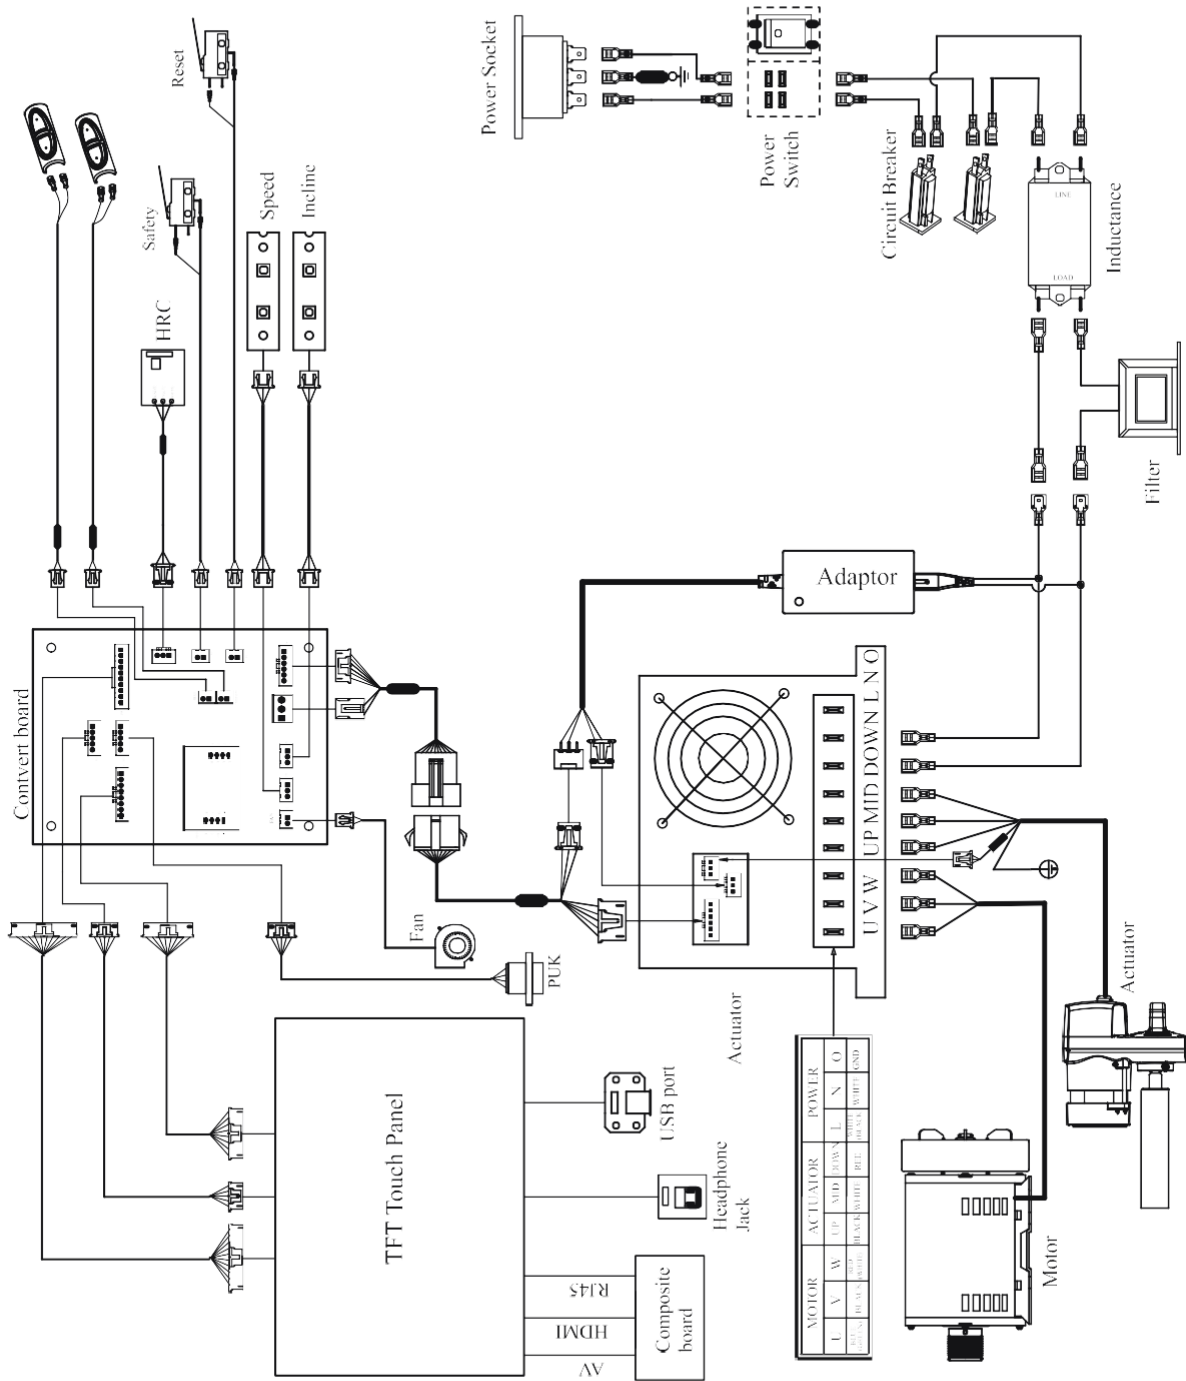 Reset
Safety
HRC
Speed
Incline
Contvert board
Power Socket
Power
Switch
Circuit Breaker
LINE
LOAD
Inductance
Filter
Adaptor
U V W UP MID DOWN L N O
Fan
PUK
Actuator
TFT Touch Panel
USB port
Headphone
Jack
RJ45
HDMI
AV
Composite
board
MOTOR ACTUATOR POWER
U V W UP MID DOWN L N O
BLACK WHITE RED WHITE GND
Actuator
Motor